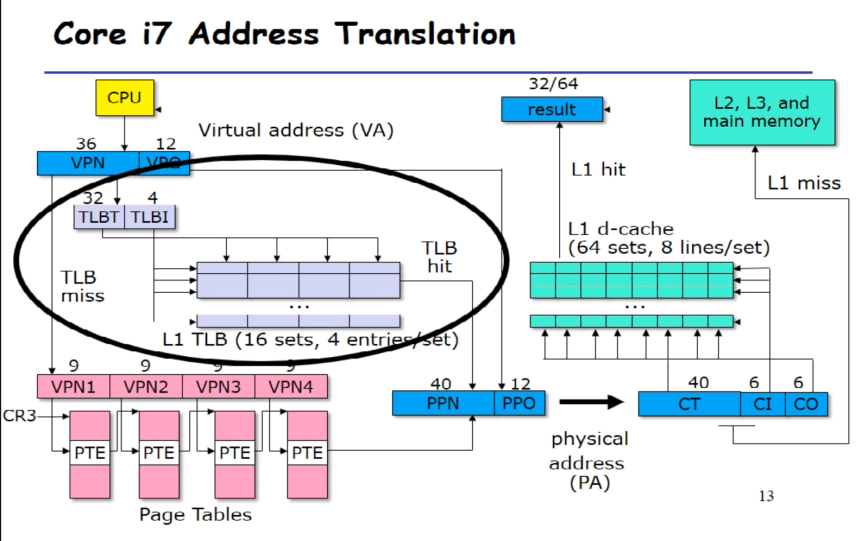 Core i7 Address Translation
CPU
Virtual address (VA)
36 12
VPN VPO
32 4
TLBT TLBI
TLB
miss
TLB
hit
...
L1 TLB (16 sets, 4 entries/set)
9 9 9 9
VPN1 VPN2 VPN3 VPN4
CR3
PTE PTE PTE PTE
Page Tables
32/64
result
L2, L3, and
main memory
L1 hit
L1 miss
L1 d-cache
(64 sets, 8 lines/set)
...
40 12
PPN PPO
physical
address
(PA)
40 6 6
CT CI CO
13